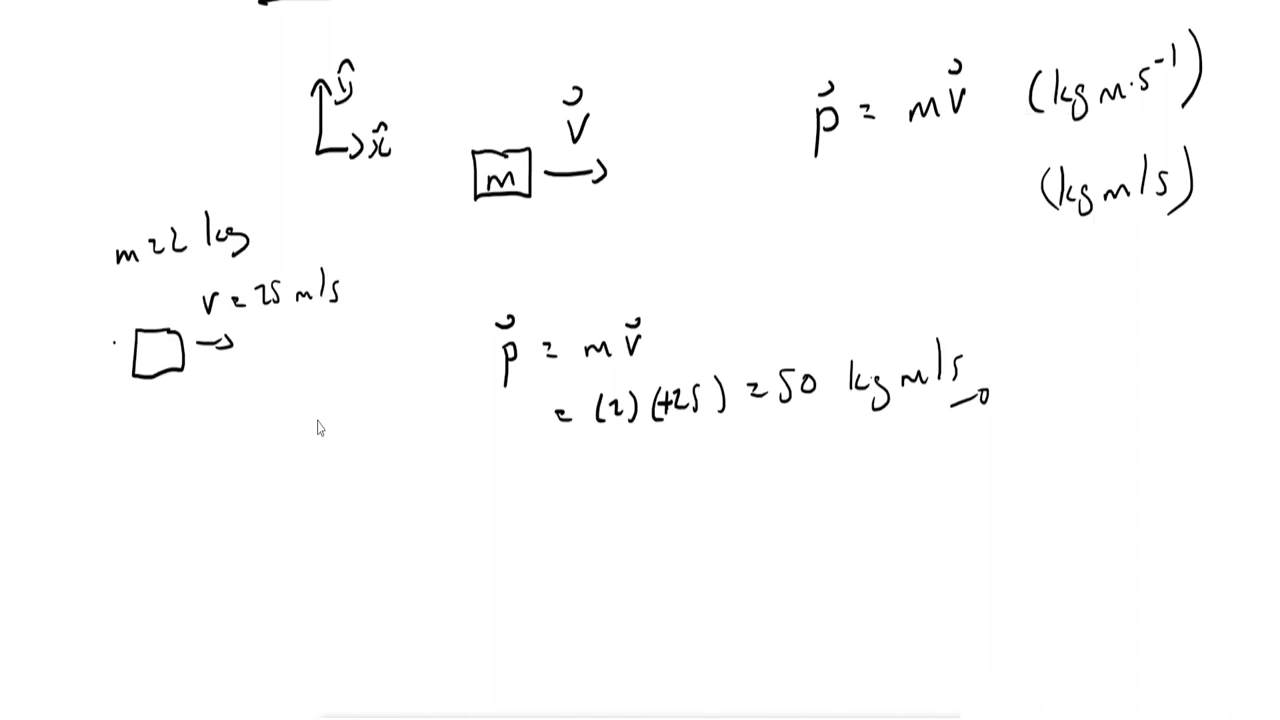 ŷ
x̂
v⃗
m
p⃗ = mv⃗ (kg m·s⁻¹)
(kg m/s)
m = 2 kg
v = 25 m/s
p⃗ = mv⃗
= (2)(+25) = 50 kg m/s